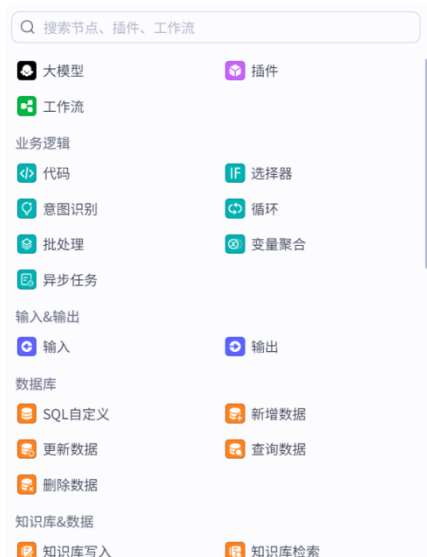 搜索节点、插件、工作流
大模型 插件
工作流
业务逻辑
代码 选择器
意图识别 循环
批处理 变量聚合
异步任务
输入&输出
输入 输出
数据库
SQL自定义 新增数据
更新数据 查询数据
删除数据
知识库&数据
知识库写入 知识库检索